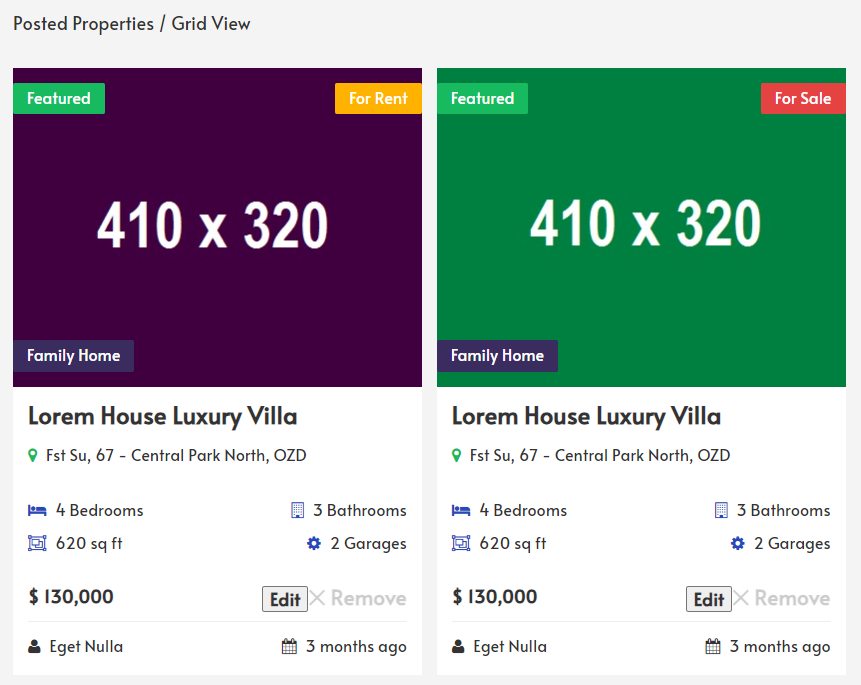 Posted Properties / Grid View
Featured
For Rent
410 x 320
Family Home
Lorem House Luxury Villa
Fst Su, 67 - Central Park North, OZD
4 Bedrooms
3 Bathrooms
620 sq ft
2 Garages
$ 130,000
Edit
Remove
Eget Nulla
3 months ago
Featured
For Sale
410 x 320
Family Home
Lorem House Luxury Villa
Fst Su, 67 - Central Park North, OZD
4 Bedrooms
3 Bathrooms
620 sq ft
2 Garages
$ 130,000
Edit
Remove
Eget Nulla
3 months ago